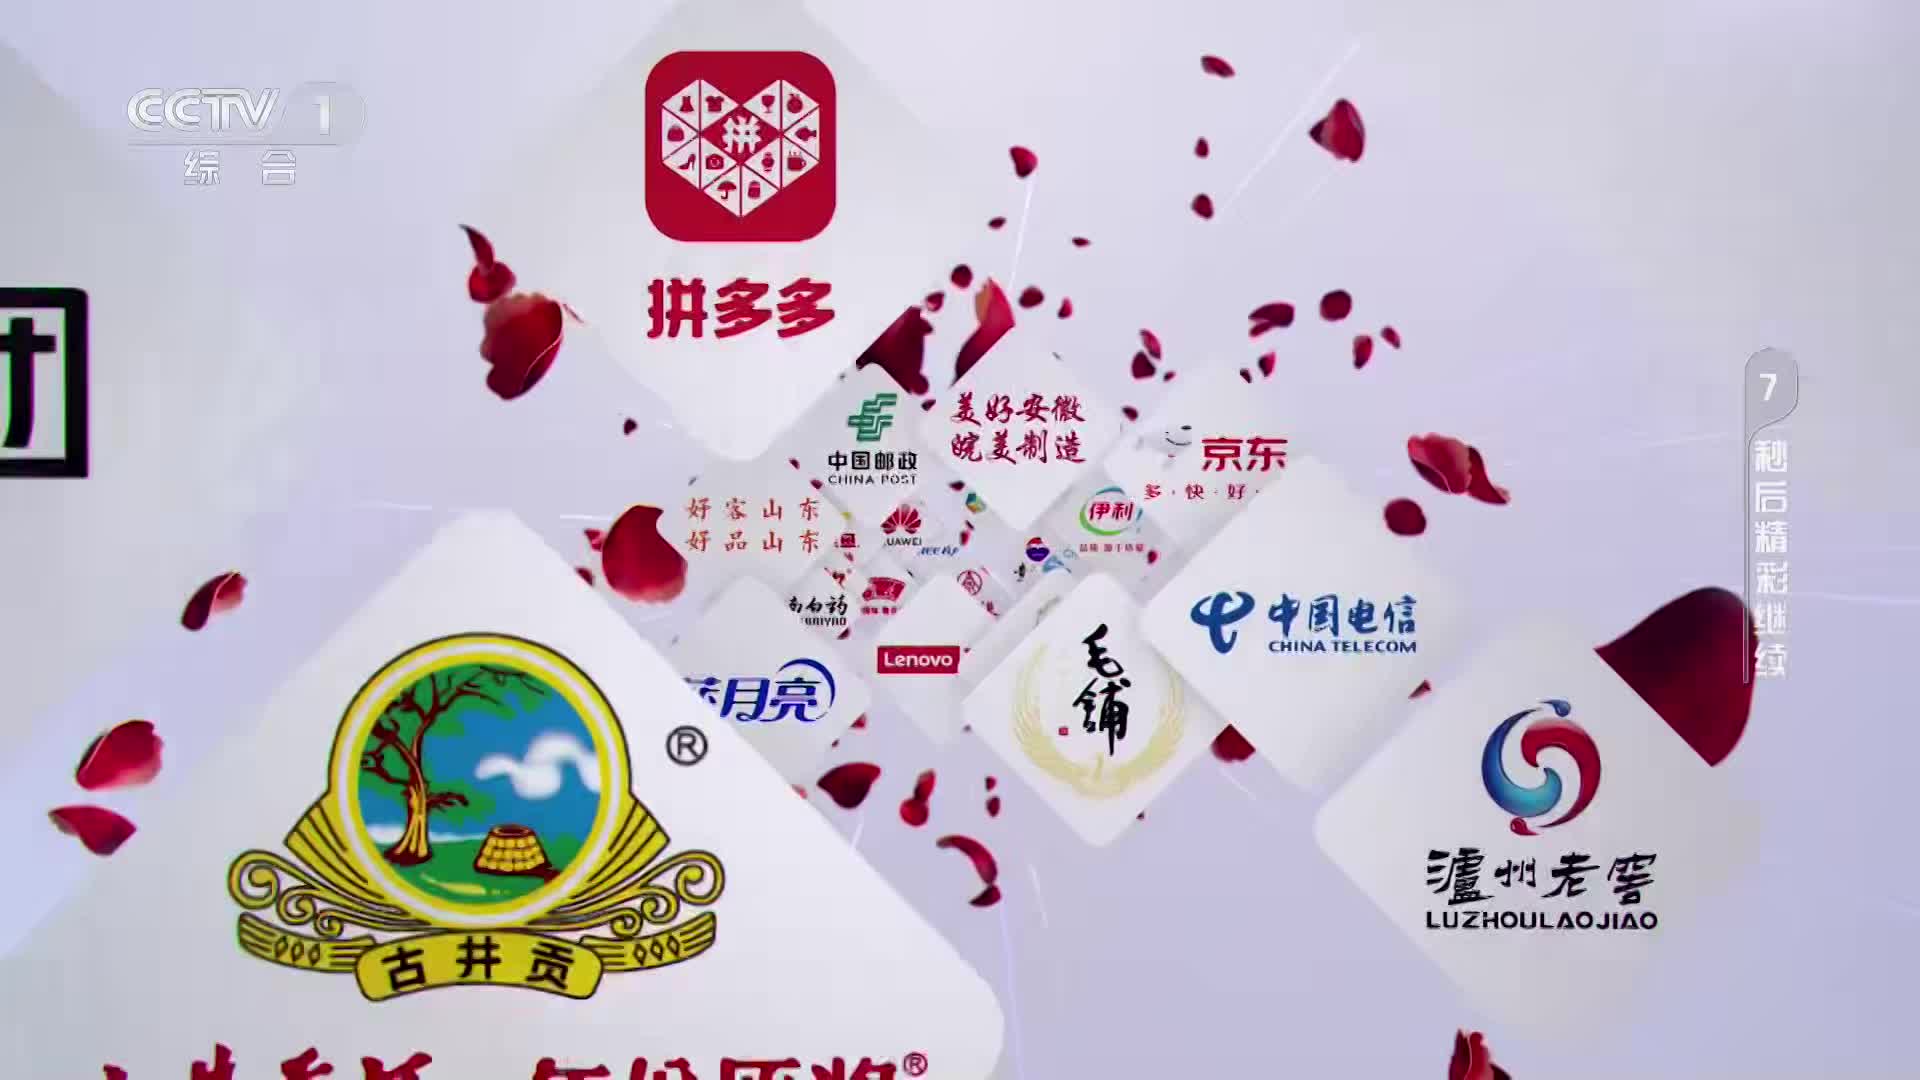 CCTV 1
综 合
拼
拼多多
7
秒后精彩继续
中国邮政
CHINA POST
美好安徽
皖美制造
京东
多·快·好·
好客山东
好品山东
HUAWEI
伊利
中国电信
CHINA TELECOM
Lenovo
毛铺
月亮
泸州老窖
LUZHOULAOJIAO
®
古井贡
®